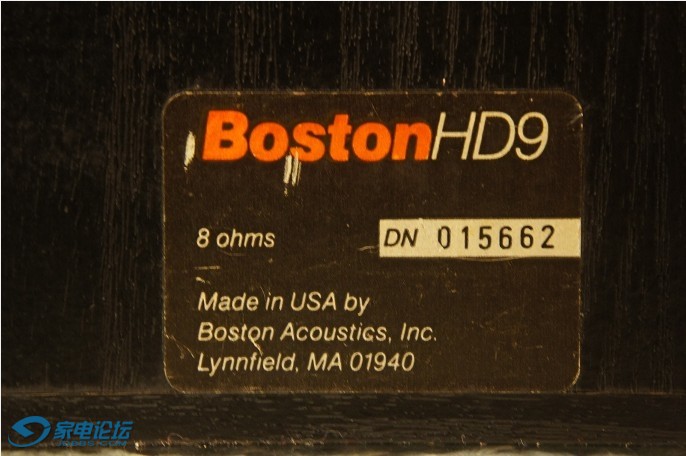 BostonHD9
8 ohms
DN 015662
Made in USA by
Boston Acoustics, Inc.
Lynnfield, MA 01940
家电论坛